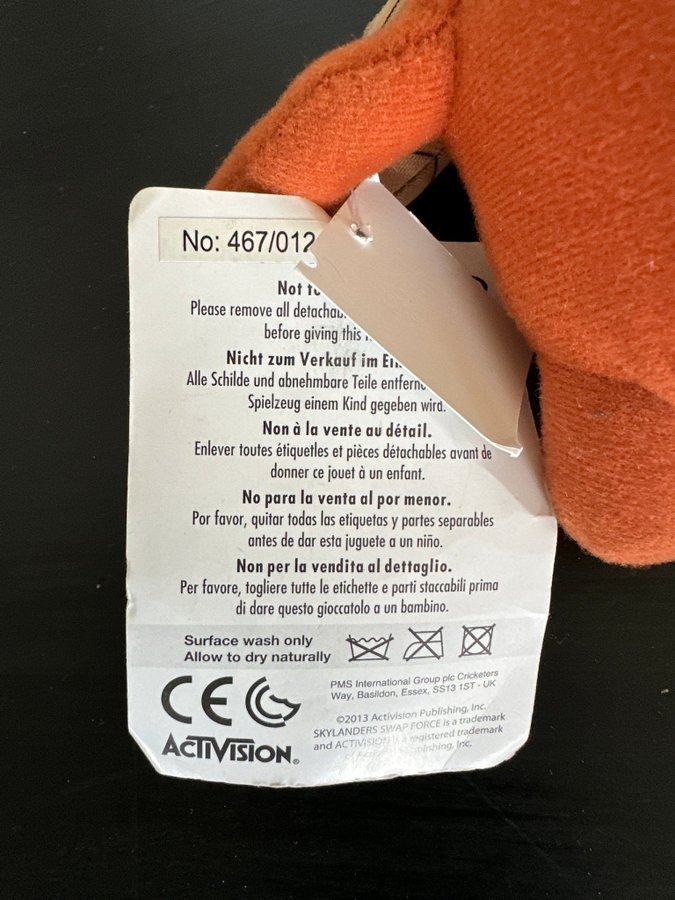 No: 467/012
Not
Please remove all
before giving this
Nicht zum Verkauf im
Alle Schilde und abnehmbare Teile
Spielzeug einem Kind gegeben wird.
Non à la vente au détail.
Enlever toutes étiquettes et pièces détachables avant de
donner ce jouet à un enfant.
No para la venta al por menor.
Por favor, quitar todas las etiquetas y partes separables
antes de dar esta juguete a un niño.
Non per la vendita al dettaglio.
Per favore, togliere tutte le etichette e parti staccabili prima
di dare questo gioccatolo a un bambino.
Surface wash only
Allow to dry naturally
CE
PMS International Group plc Cricketers
Way, Basildon, Essex, SS13 1ST - UK
©2013 Activision Publishing, Inc.
SKYLANDERS SWAP FORCE is a trademark
and ACTIVISION is a registered trademark
of Activision Publishing, Inc.
ACTIVISION®